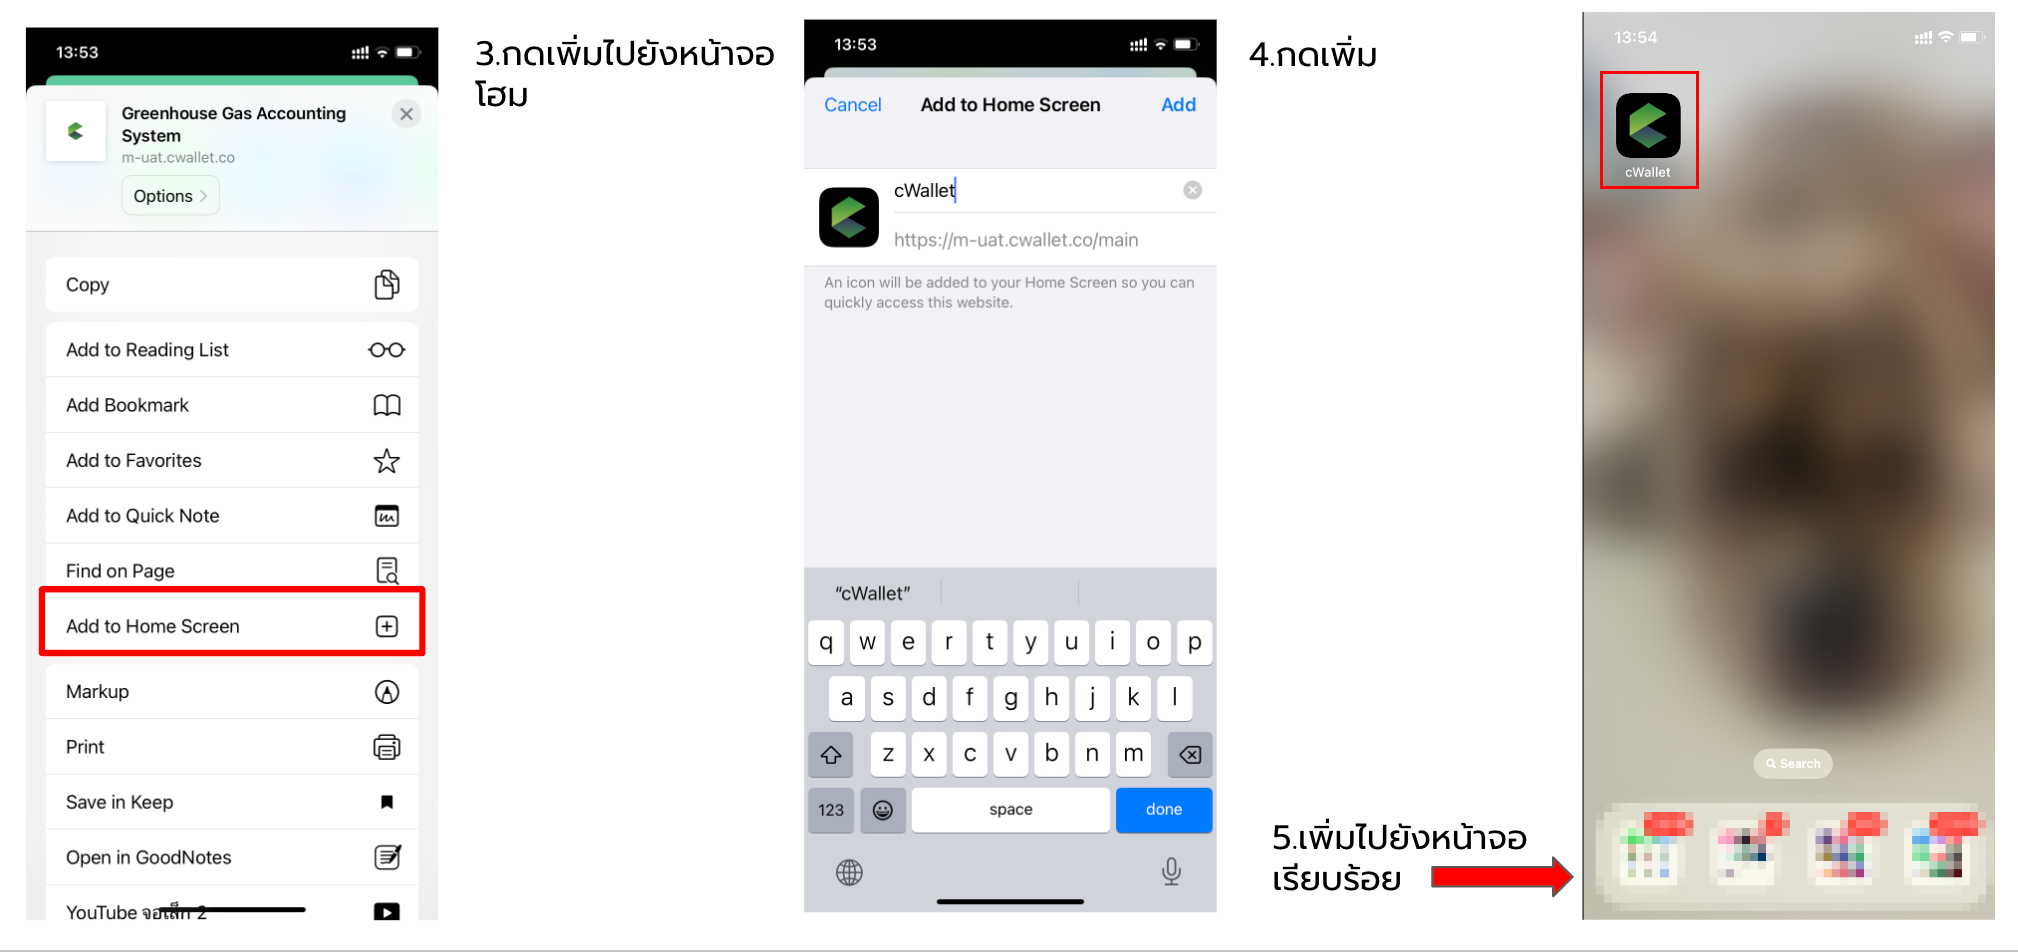 13:53
Greenhouse Gas Accounting
System
m-uat.cwallet.co
Options
Copy
Add to Reading List
Add Bookmark
Add to Favorites
Add to Quick Note
Find on Page
Add to Home Screen
Markup
Print
Save in Keep
Open in GoodNotes
YouTube จอเล็ก 2
3.กดเพิ่มไปยังหน้าจอ
โฮม
13:53
Cancel Add to Home Screen Add
cWallet
https://m-uat.cwallet.co/main
An icon will be added to your Home Screen so you can
quickly access this website.
“cWallet”
q w e r t y u i o p
a s d f g h j k l
z x c v b n m
123 space done
4.กดเพิ่ม
5.เพิ่มไปยังหน้าจอ
เรียบร้อย
13:54
cWallet
Search